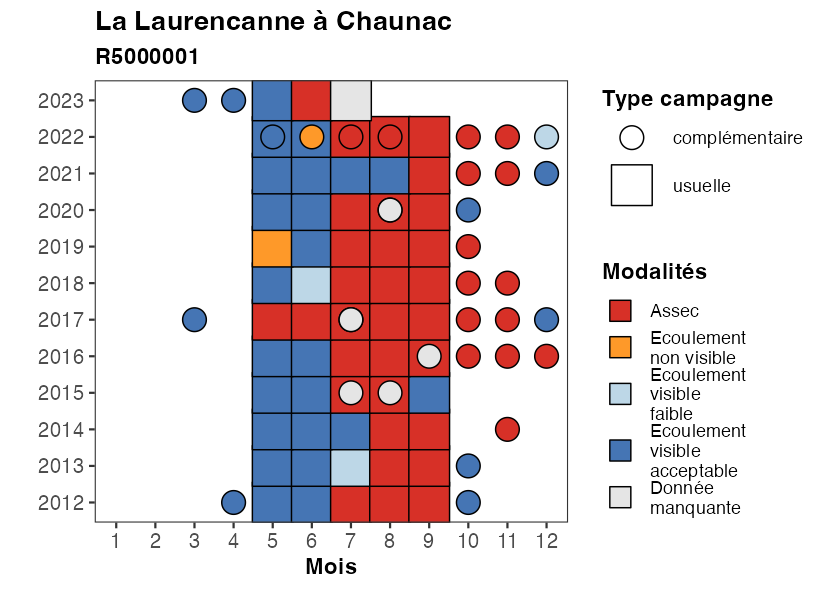 La Laurencanne à Chaunac
R5000001
2023
2022
2021
2020
2019
2018
2017
2016
2015
2014
2013
2012
1 2 3 4 5 6 7 8 9 10 11 12
Mois
Type campagne
complémentaire
usuelle
Modalités
Assec
Ecoulement
non visible
Ecoulement
visible
faible
Ecoulement
visible
acceptable
Donnée
manquante